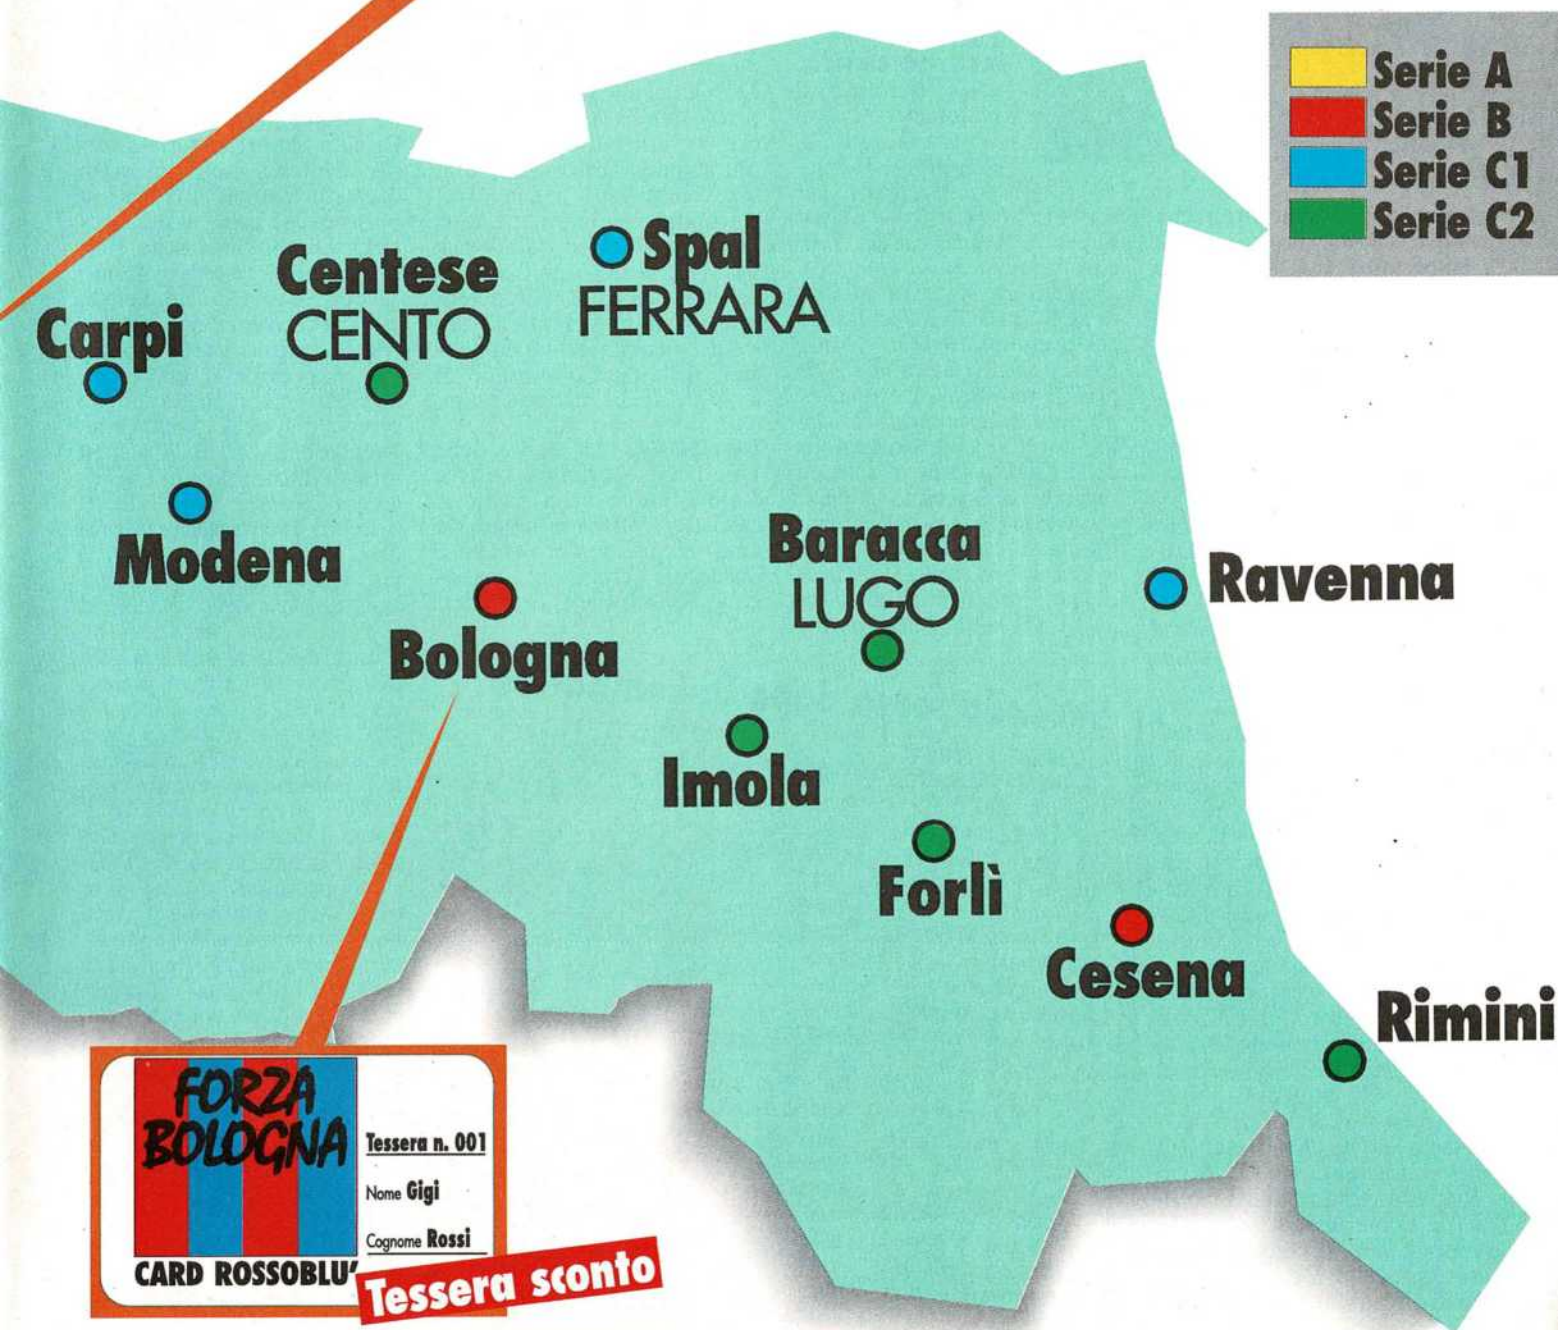 Serie A
Serie B
Serie C1
Serie C2
Spal
FERRARA
Centese
CENTO
Carpi
Modena
Baracca
LUGO
Ravenna
Bologna
Imola
Forlì
Cesena
Rimini
FORZA
BOLOGNA
Tessera n. 001
Nome Gigi
Cognome Rossi
CARD ROSSOBLU'
Tessera sconto